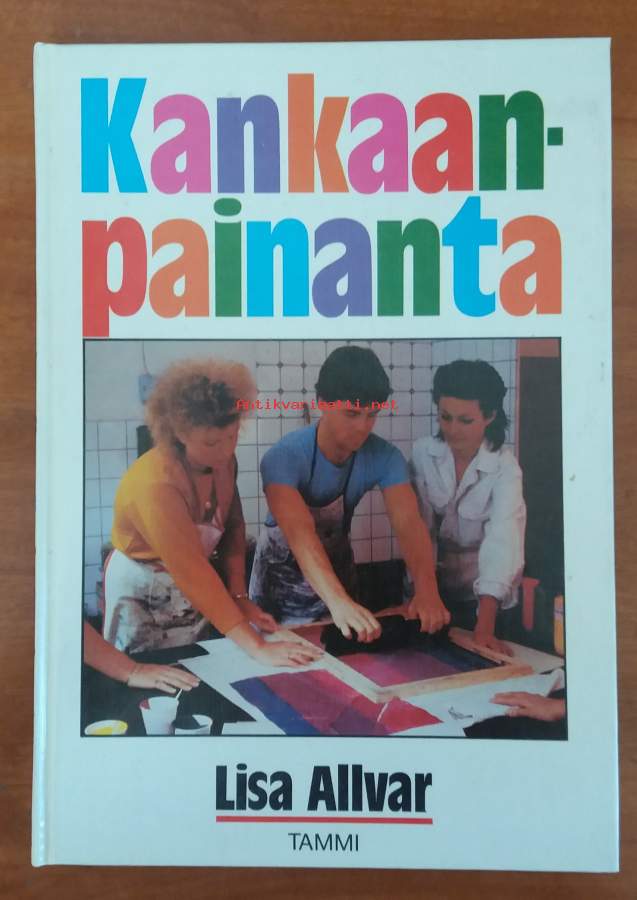 Kankaan-
painanta
Antikvariaatti.net
Lisa Allvar
TAMMI